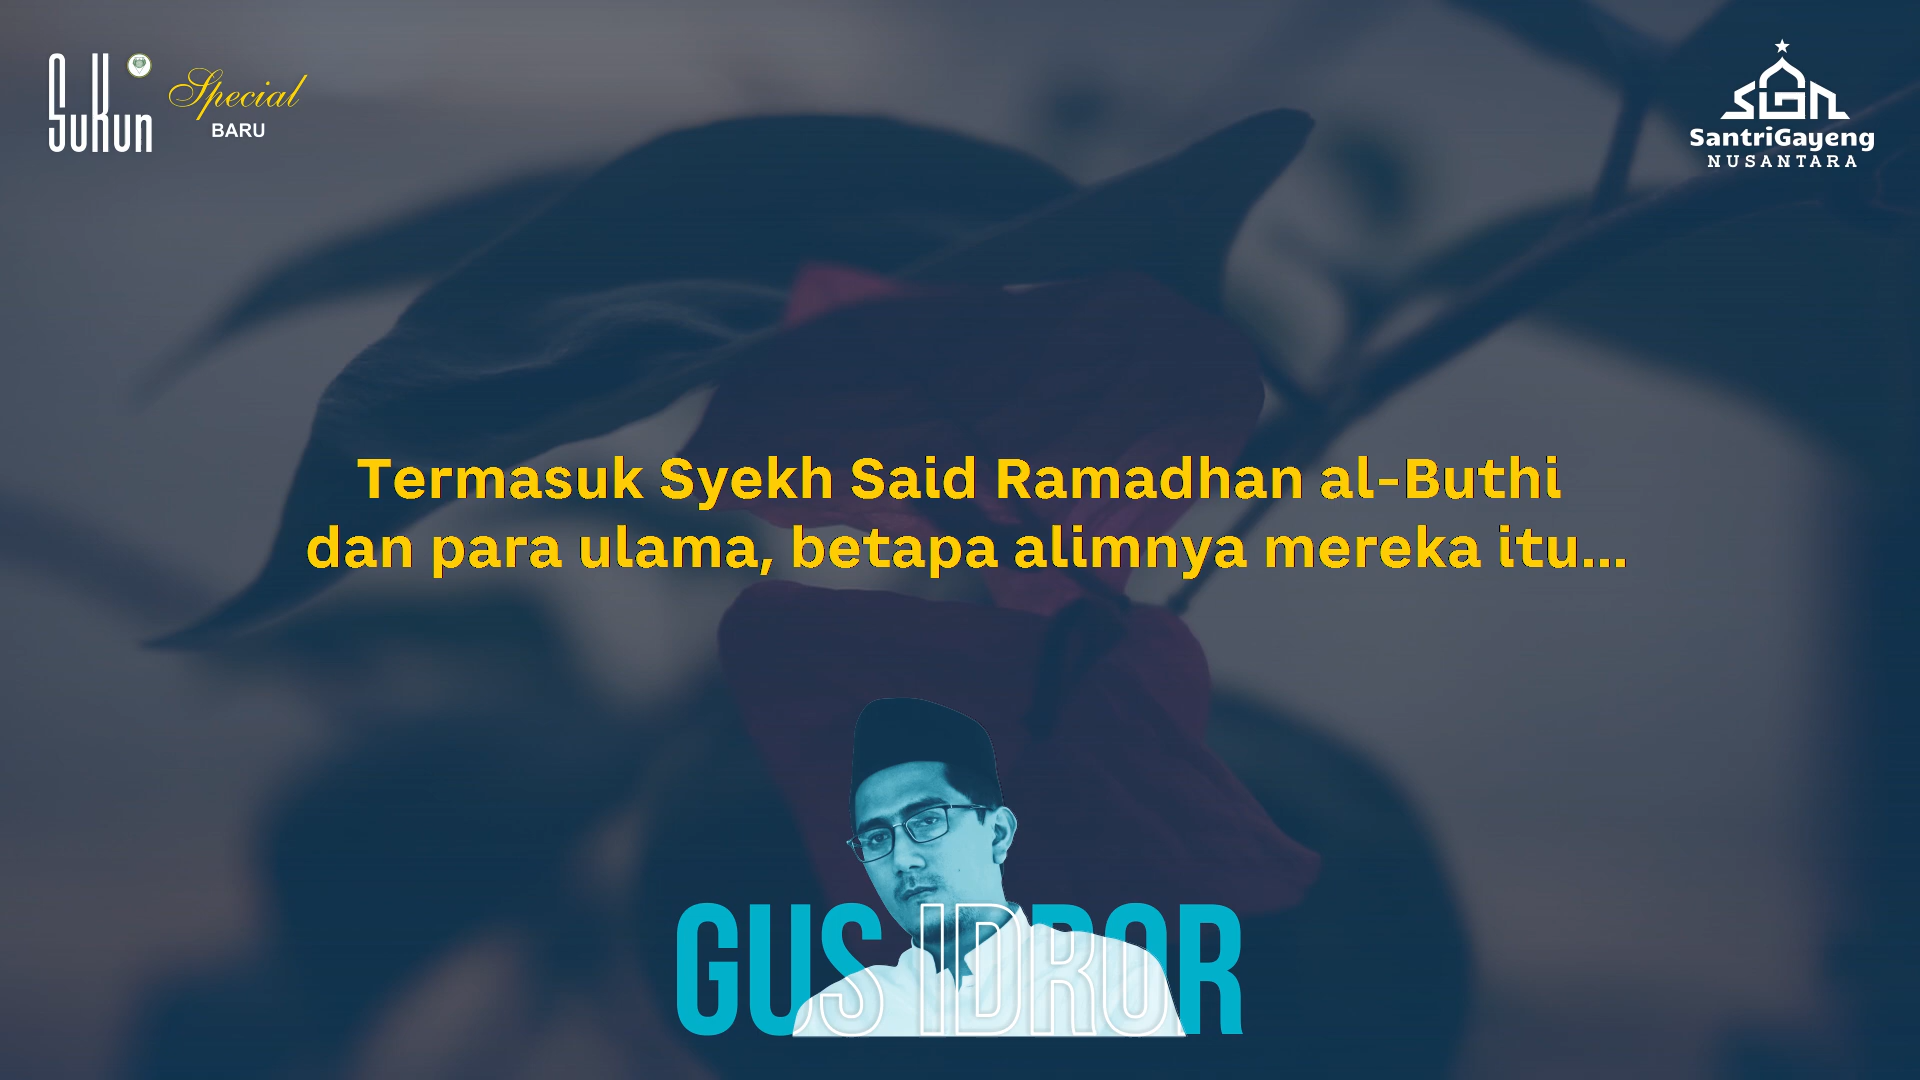 SuKun
Special
BARU
SIGN
SantriGayeng
NUSANTARA
Termasuk Syekh Said Ramadhan al-Buthi
dan para ulama, betapa alimnya mereka itu...
GUS IDROR